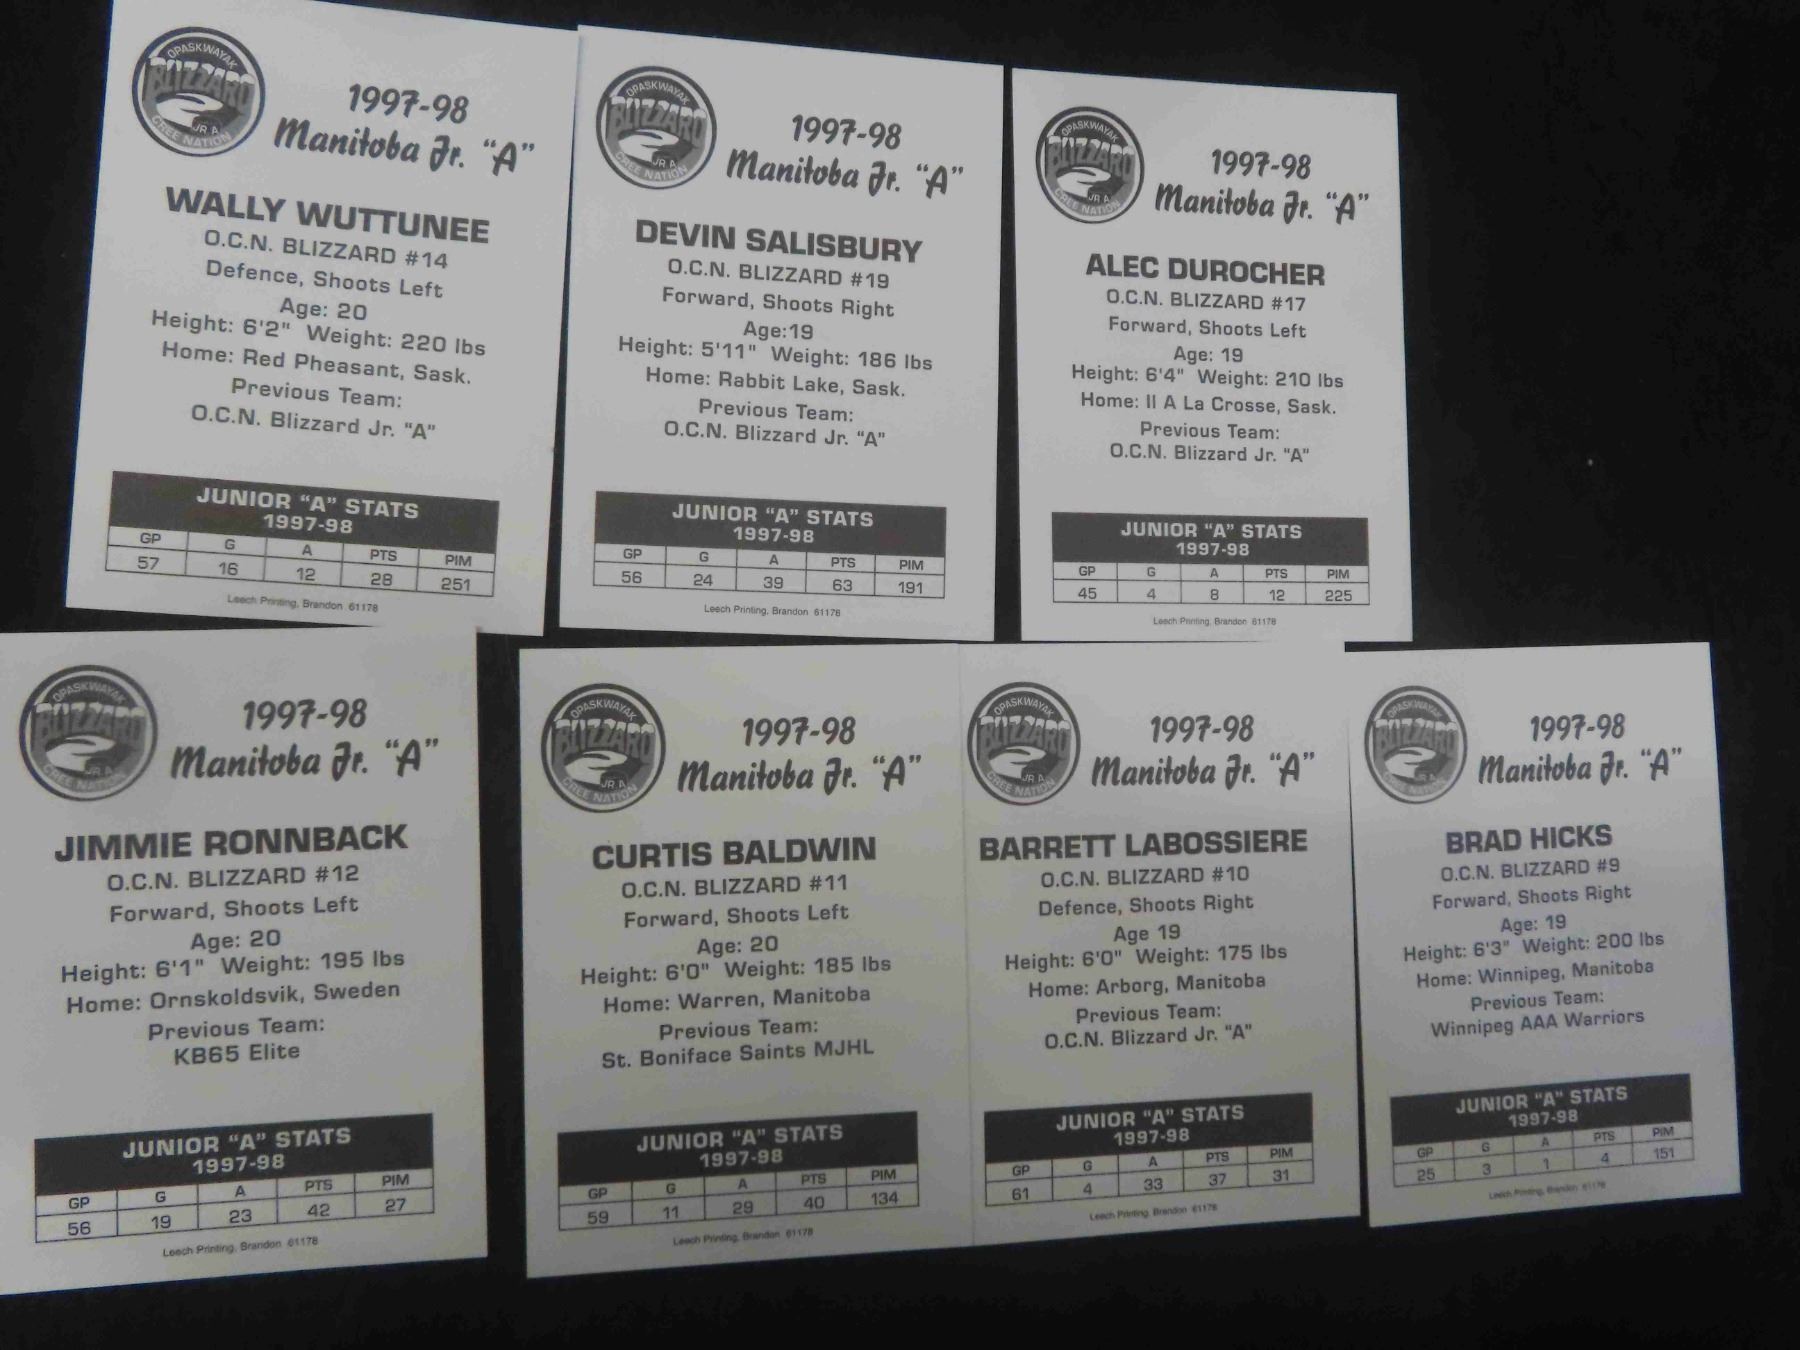 OPASKWAYAK
BLIZZARD
JR. A
CREE NATION
1997-98
Manitoba Jr. "A"
WALLY WUTTUNEE
O.C.N. BLIZZARD #14
Defence, Shoots Left
Age: 20
Height: 6'2" Weight: 220 lbs
Home: Red Pheasant, Sask.
Previous Team:
O.C.N. Blizzard Jr. "A"
JUNIOR "A" STATS
1997-98
GP G A PTS PIM
57 16 12 28 251
Leech Printing, Brandon 61178
OPASKWAYAK
BLIZZARD
JR. A
CREE NATION
1997-98
Manitoba Jr. "A"
DEVIN SALISBURY
O.C.N. BLIZZARD #19
Forward, Shoots Right
Age:19
Height: 5'11" Weight: 186 lbs
Home: Rabbit Lake, Sask.
Previous Team:
O.C.N. Blizzard Jr. "A"
JUNIOR "A" STATS
1997-98
GP G A PTS PIM
56 24 39 63 191
Leech Printing, Brandon 61178
OPASKWAYAK
BLIZZARD
JR A
CREE NATION
1997-98
Manitoba Jr. "A"
ALEC DUROCHER
O.C.N. BLIZZARD #17
Forward, Shoots Left
Age: 19
Height: 6'4" Weight: 210 lbs
Home: Il A La Crosse, Sask.
Previous Team:
O.C.N. Blizzard Jr. "A"
JUNIOR "A" STATS
1997-98
GP G A PTS PIM
45 4 8 12 225
Leech Printing, Brandon 61178
OPASKWAYAK
BLIZZARD
JR. A
CREE NATION
1997-98
Manitoba Jr. "A"
JIMMIE RONNBACK
O.C.N. BLIZZARD #12
Forward, Shoots Left
Age: 20
Height: 6'1" Weight: 195 lbs
Home: Ornskoldsvik, Sweden
Previous Team:
KB65 Elite
JUNIOR "A" STATS
1997-98
GP G A PTS PIM
56 19 23 42 27
Leech Printing, Brandon 61178
OPASKWAYAK
BLIZZARD
JR A
CREE NATION
1997-98
Manitoba Jr. "A"
CURTIS BALDWIN
O.C.N. BLIZZARD #11
Forward, Shoots Left
Age: 20
Height: 6'0" Weight: 185 lbs
Home: Warren, Manitoba
Previous Team:
St. Boniface Saints MJHL
JUNIOR "A" STATS
1997-98
GP G A PTS PIM
59 11 29 40 134
Leech Printing, Brandon 61178
OPASKWAYAK
BLIZZARD
JR A
CREE NATION
1997-98
Manitoba Jr. "A"
BARRETT LABOSSIERE
O.C.N. BLIZZARD #10
Defence, Shoots Right
Age 19
Height: 6'0" Weight: 175 lbs
Home: Arborg, Manitoba
Previous Team:
O.C.N. Blizzard Jr. "A"
JUNIOR "A" STATS
1997-98
GP G A PTS PIM
61 4 33 37 31
Leech Printing, Brandon 61178
OPASKWAYAK
BLIZZARD
JR A
CREE NATION
1997-98
Manitoba Jr. "A"
BRAD HICKS
O.C.N. BLIZZARD #9
Forward, Shoots Right
Age: 19
Height: 6'3" Weight: 200 lbs
Home: Winnipeg, Manitoba
Previous Team:
Winnipeg AAA Warriors
JUNIOR "A" STATS
1997-98
GP G A PTS PIM
25 3 1 4 151
Leech Printing, Brandon 61178